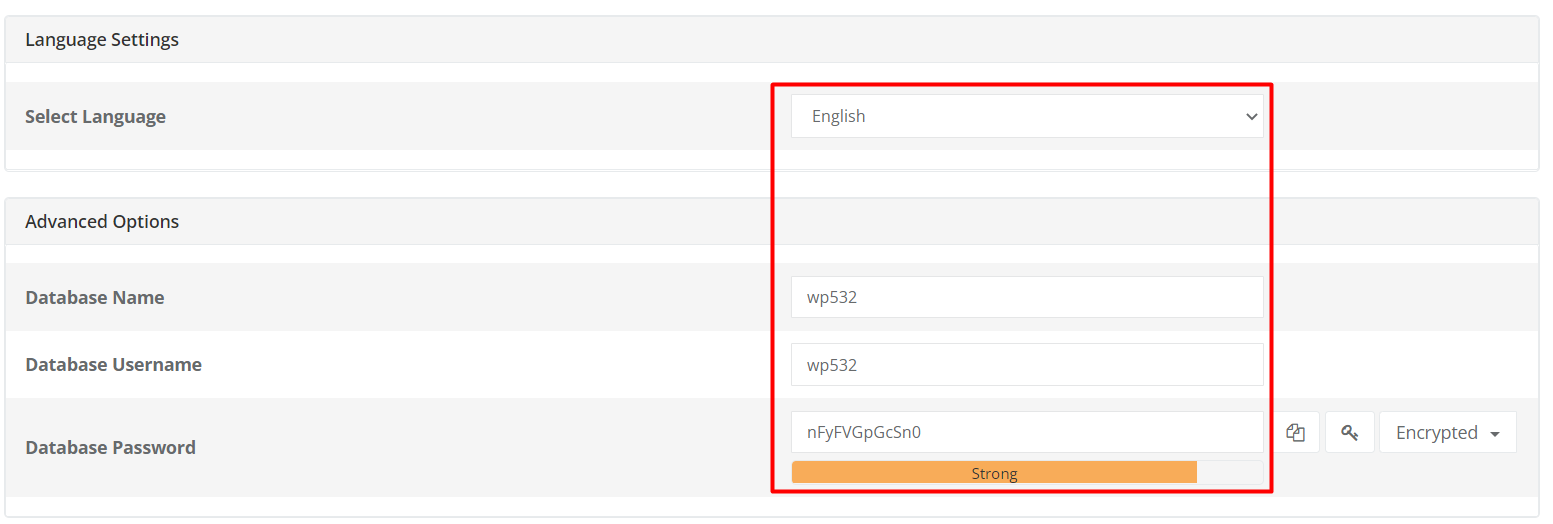 Language Settings
Select Language
English
Advanced Options
Database Name
wp532
Database Username
wp532
Database Password
nFyFVGpGcSn0
Encrypted
Strong